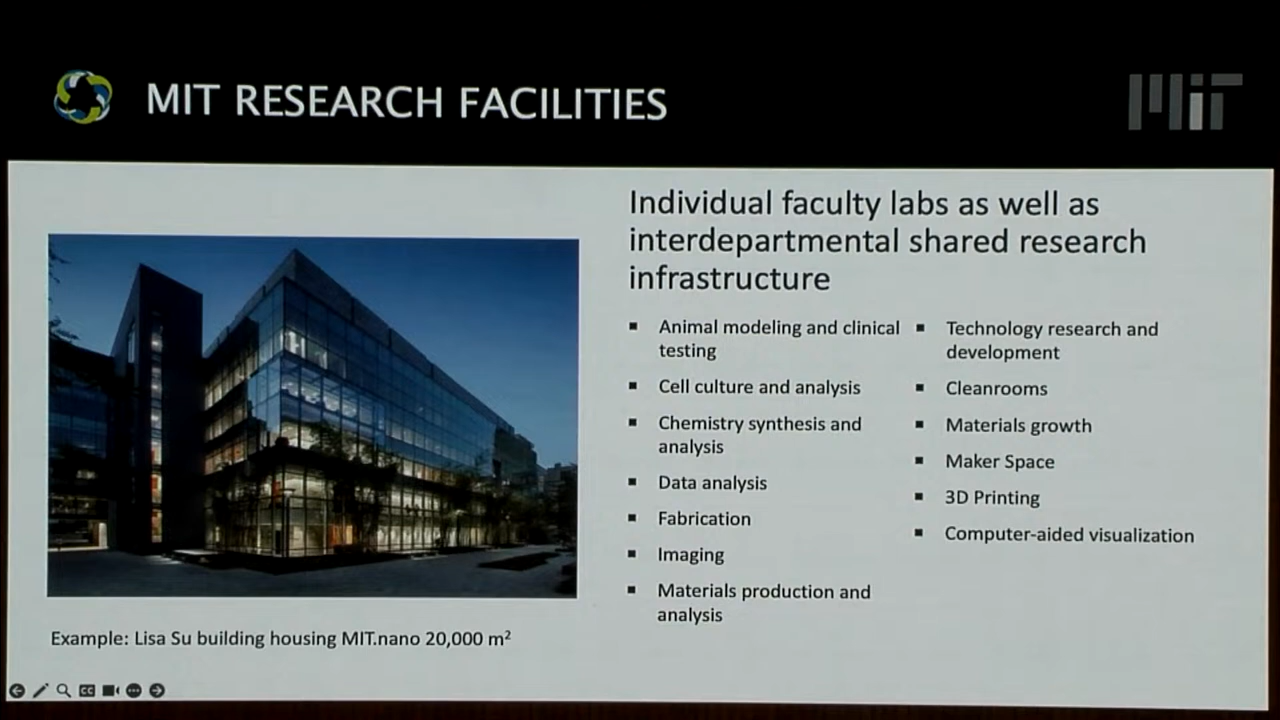 MIT RESEARCH FACILITIES
MIT
Individual faculty labs as well as
interdepartmental shared research
infrastructure
▪ Animal modeling and clinical
testing
▪ Cell culture and analysis
▪ Chemistry synthesis and
analysis
▪ Data analysis
▪ Fabrication
▪ Imaging
▪ Materials production and
analysis
▪ Technology research and
development
▪ Cleanrooms
▪ Materials growth
▪ Maker Space
▪ 3D Printing
▪ Computer-aided visualization
Example: Lisa Su building housing MIT.nano 20,000 m²
CC